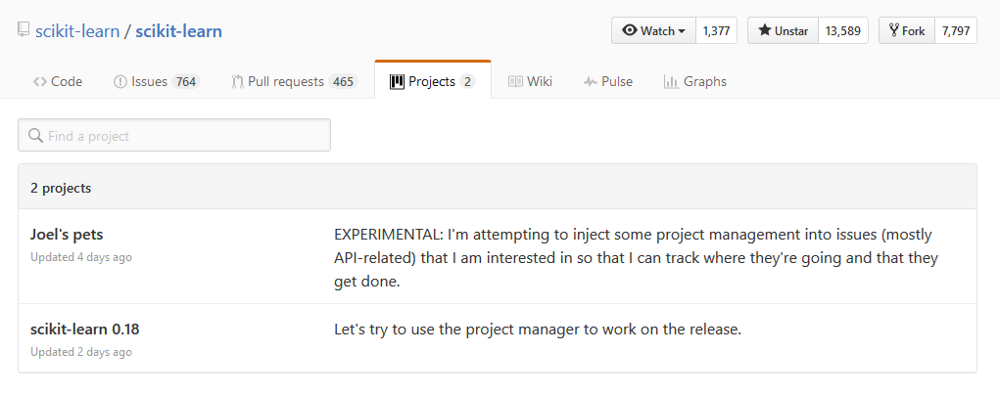 scikit-learn / scikit-learn
Watch 1,377 Unstar 13,589 Fork 7,797
Code Issues 764 Pull requests 465 Projects 2 Wiki Pulse Graphs
Find a project
2 projects
Joel's pets
Updated 4 days ago
EXPERIMENTAL: I'm attempting to inject some project management into issues (mostly
API-related) that I am interested in so that I can track where they're going and that they
get done.
scikit-learn 0.18
Updated 2 days ago
Let's try to use the project manager to work on the release.